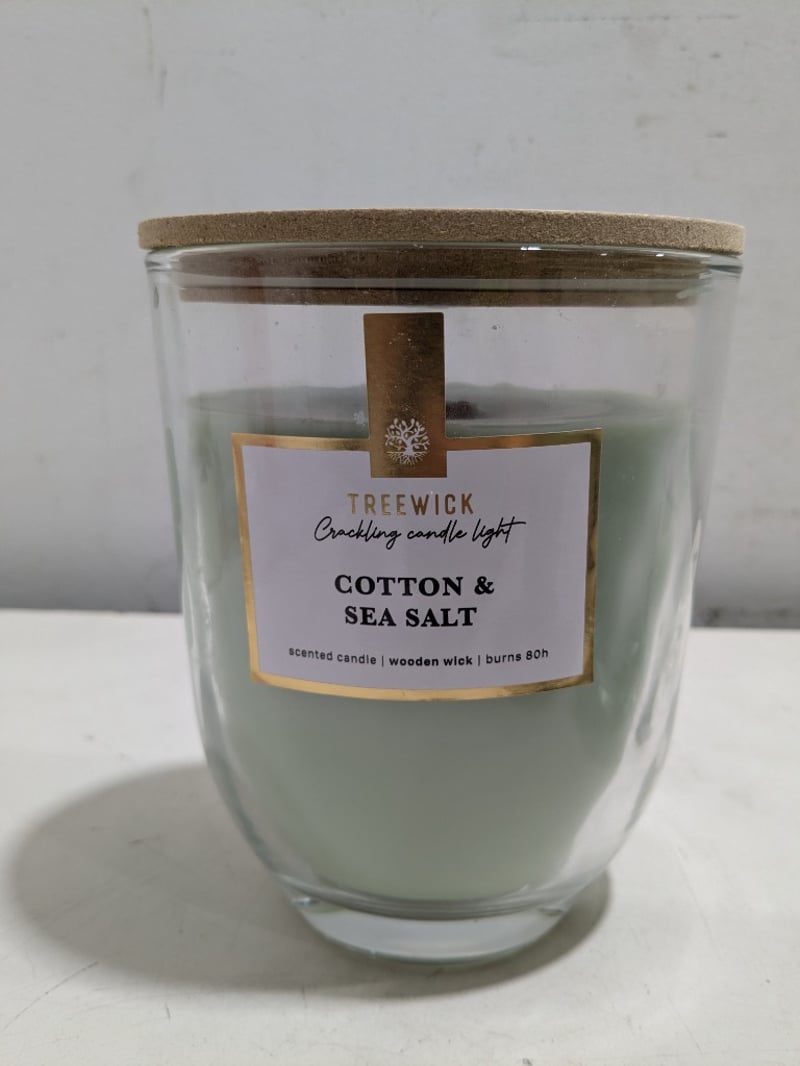 TREEWICK
Crackling candle light
COTTON &
SEA SALT
scented candle | wooden wick | burns 80h